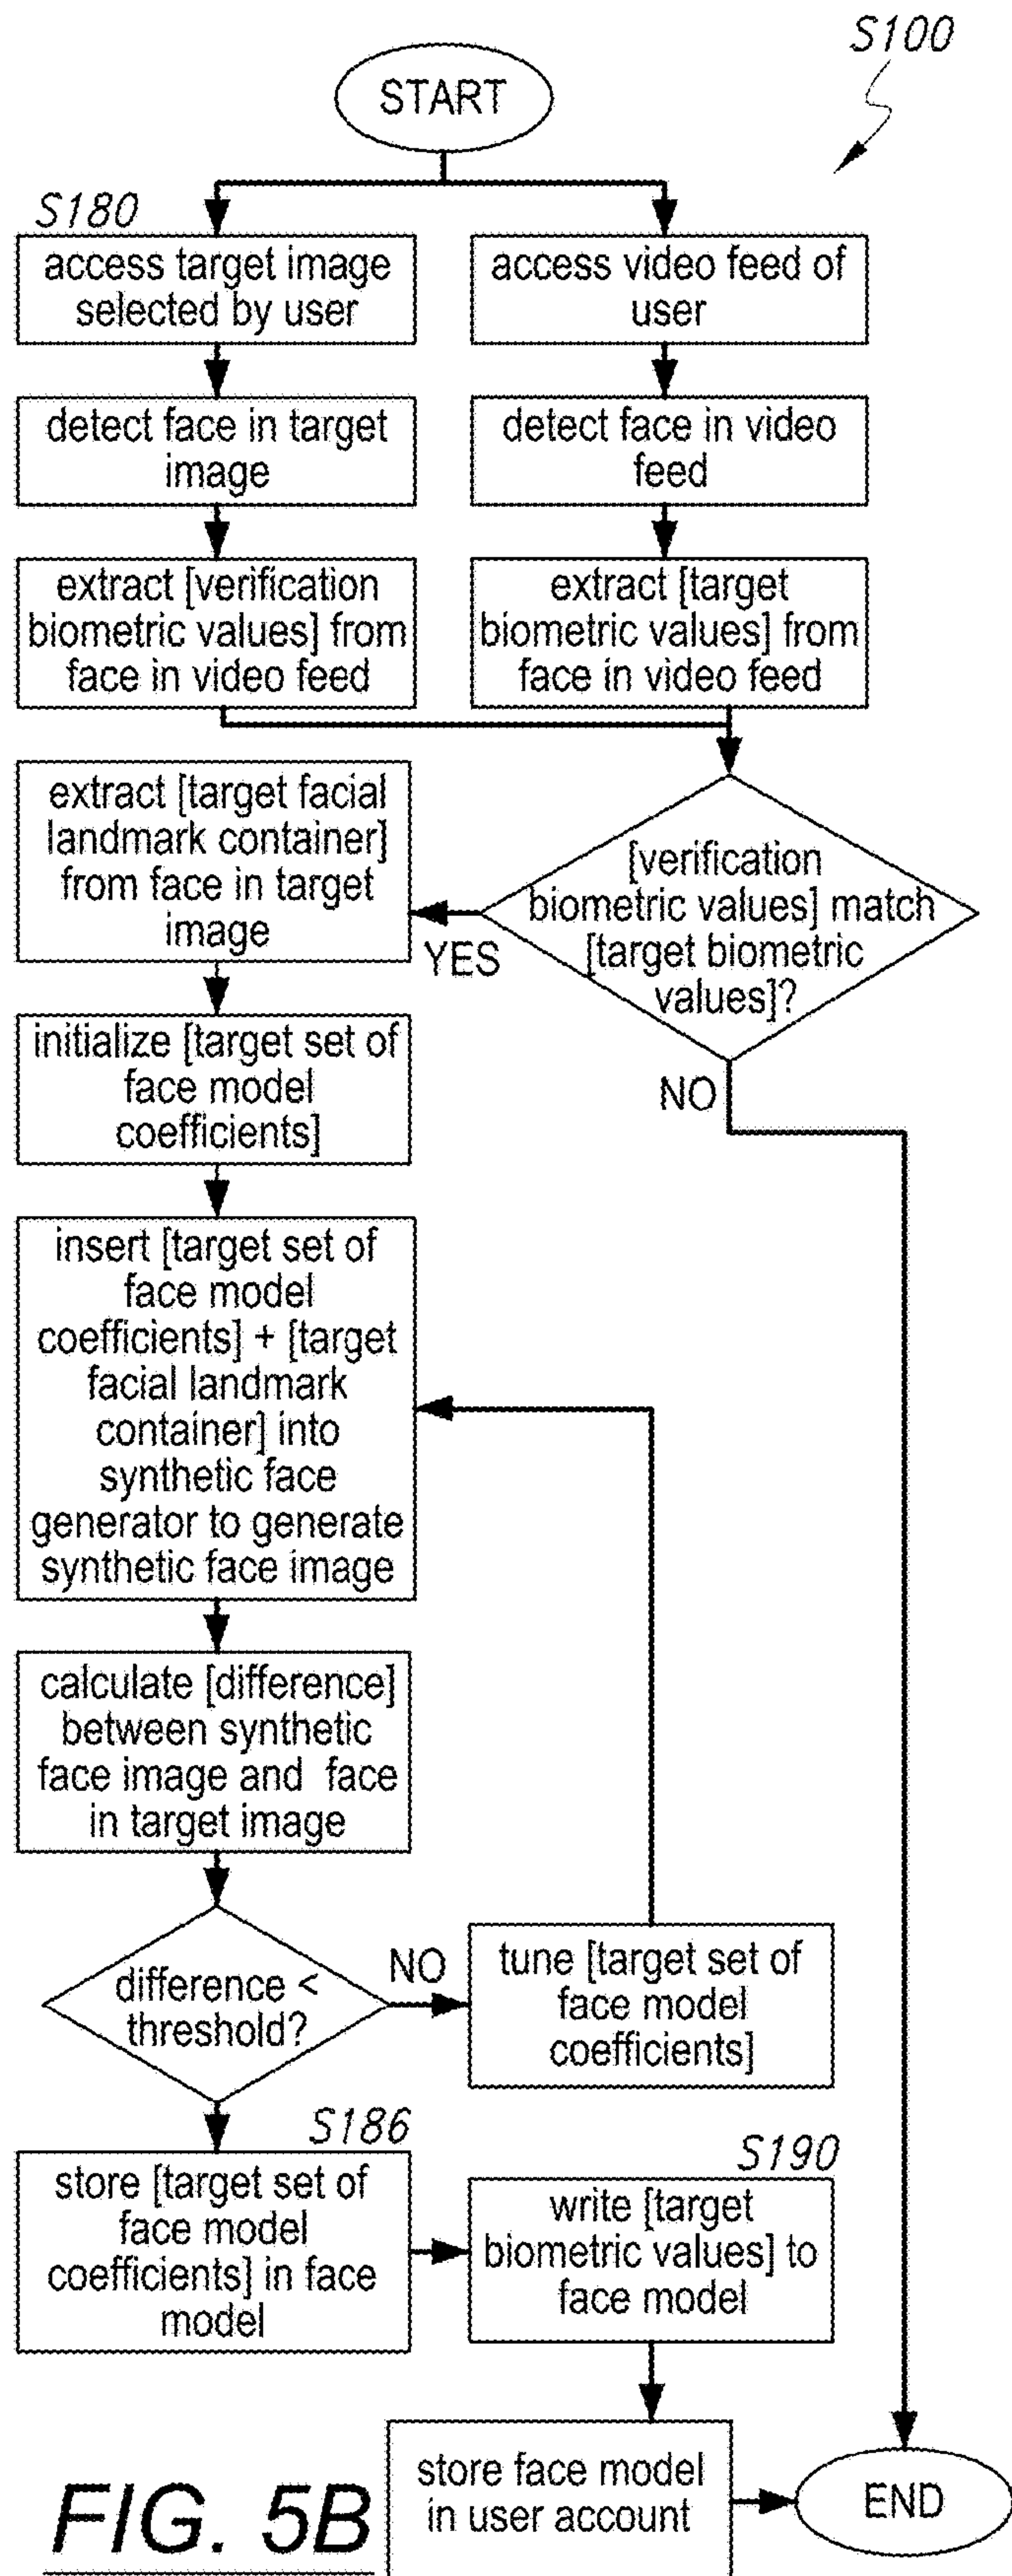 S100
START
S180
access target image
selected by user
access video feed of
user
detect face in target
image
detect face in video
feed
extract [verification
biometric values] from
face in video feed
extract [target
biometric values] from
face in video feed
extract [target facial
landmark container]
from face in target
image
[verification
biometric values] match
[target biometric
values]?
YES
NO
initialize [target set of
face model
coefficients]
insert [target set of
face model
coefficients] + [target
facial landmark
container] into
synthetic face
generator to generate
synthetic face image
calculate [difference]
between synthetic
face image and face
in target image
difference <
threshold?
NO
tune [target set of
face model
coefficients]
S186
store [target set of
face model
coefficients] in face
model
S190
write [target
biometric values] to
face model
store face model
in user account
END
FIG. 5B